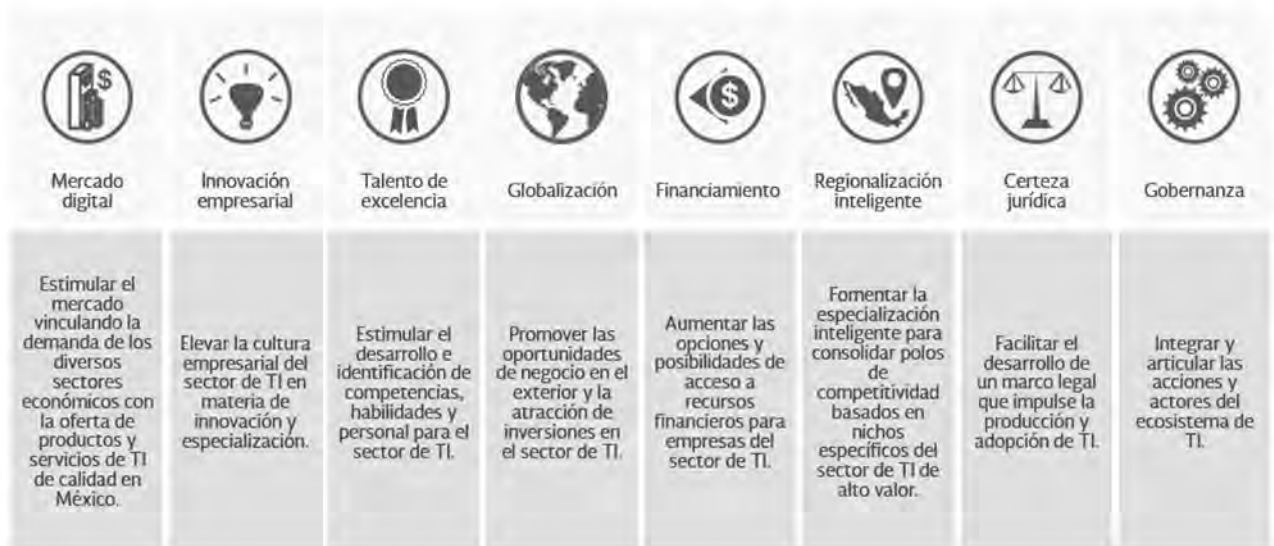 $
$
Mercado
digital
Innovación
empresarial
Talento de
excelencia
Globalización
Financiamiento
Regionalización
inteligente
Certeza
jurídica
Gobernanza
Estimular el
mercado
vinculando la
demanda de los
diversos
sectores
económicos con
la oferta de
productos y
servicios de TI
de calidad en
México.
Elevar la cultura
empresarial del
sector de TI en
materia de
innovación y
especialización.
Estimular el
desarrollo e
identificación de
competencias,
habilidades y
personal para el
sector de TI.
Promover las
oportunidades
de negocio en el
exterior y la
atracción de
inversiones en
el sector de TI.
Aumentar las
opciones y
posibilidades de
acceso a
recursos
financieros para
empresas del
sector de TI.
Fomentar la
especialización
inteligente para
consolidar polos
de
competitividad
basados en
nichos
específicos del
sector de TI de
alto valor.
Facilitar el
desarrollo de
un marco legal
que impulse la
producción y
adopción de TI.
Integrar y
articular las
acciones y
actores del
ecosistema de
TI.